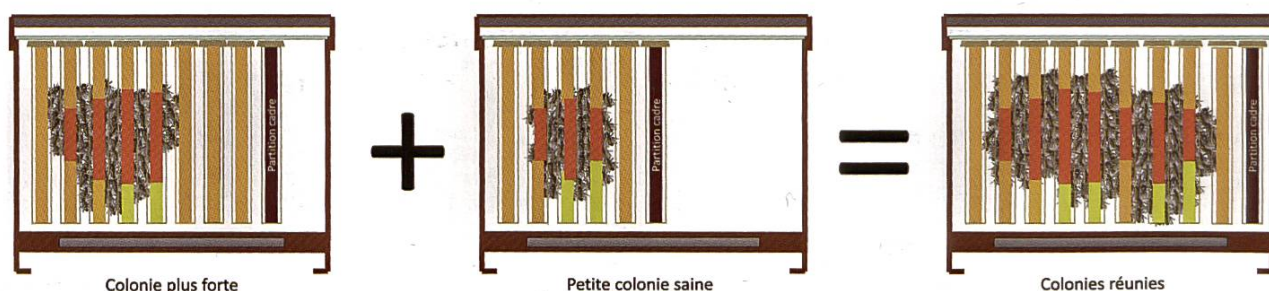 Partition cadre
Partition cadre
Partition cadre
Colonie plus forte
Petite colonie saine
Colonies réunies